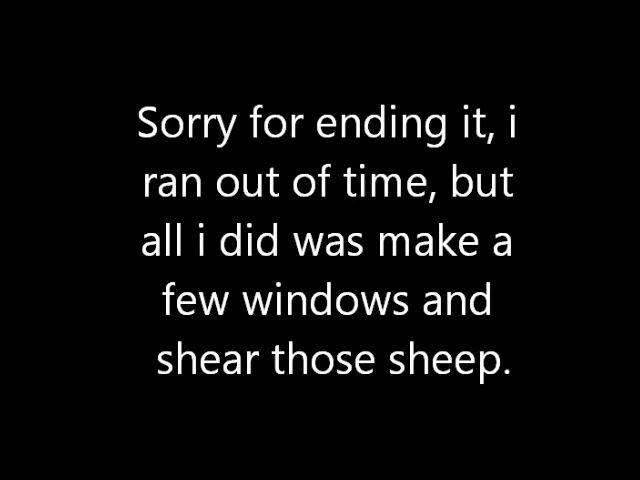 Sorry for ending it, i
ran out of time, but
all i did was make a
few windows and
shear those sheep.